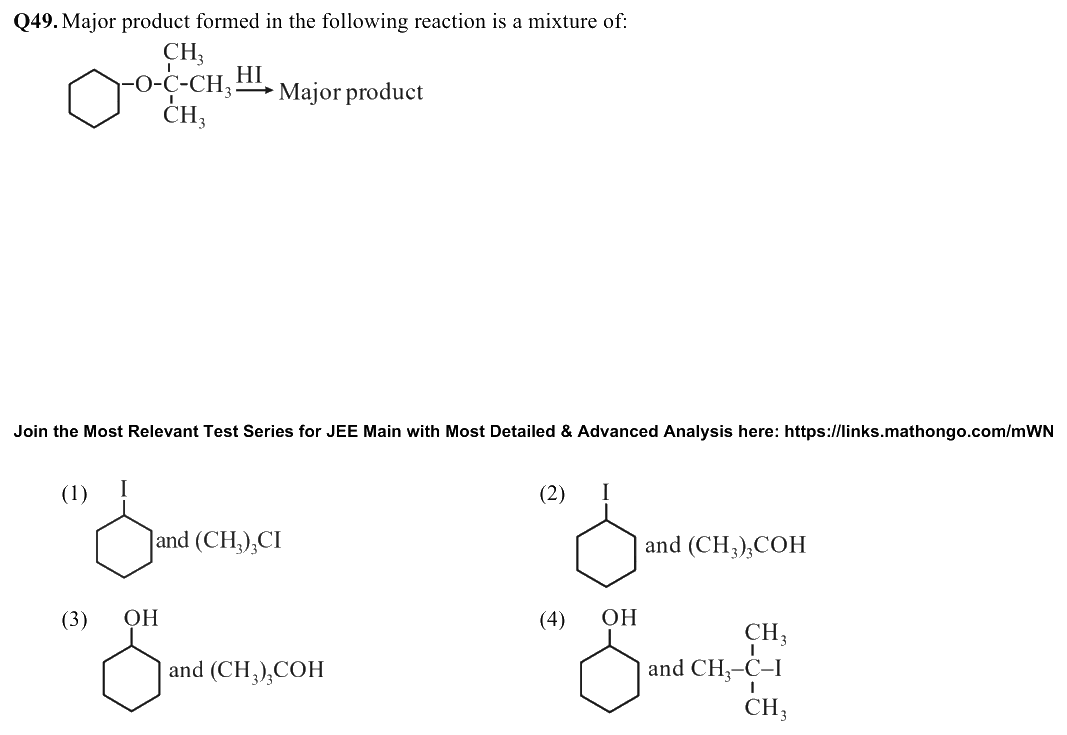 Q49. Major product formed in the following reaction is a mixture of:
CH₃
-O-C-CH₃ HI Major product
CH₃
Join the Most Relevant Test Series for JEE Main with Most Detailed & Advanced Analysis here: https://links.mathongo.com/mWN
(1) I
and (CH₃)₃CI
(2) I
and (CH₃)₃COH
(3) OH
and (CH₃)₃COH
(4) OH
CH₃
and CH₃–C–I
CH₃